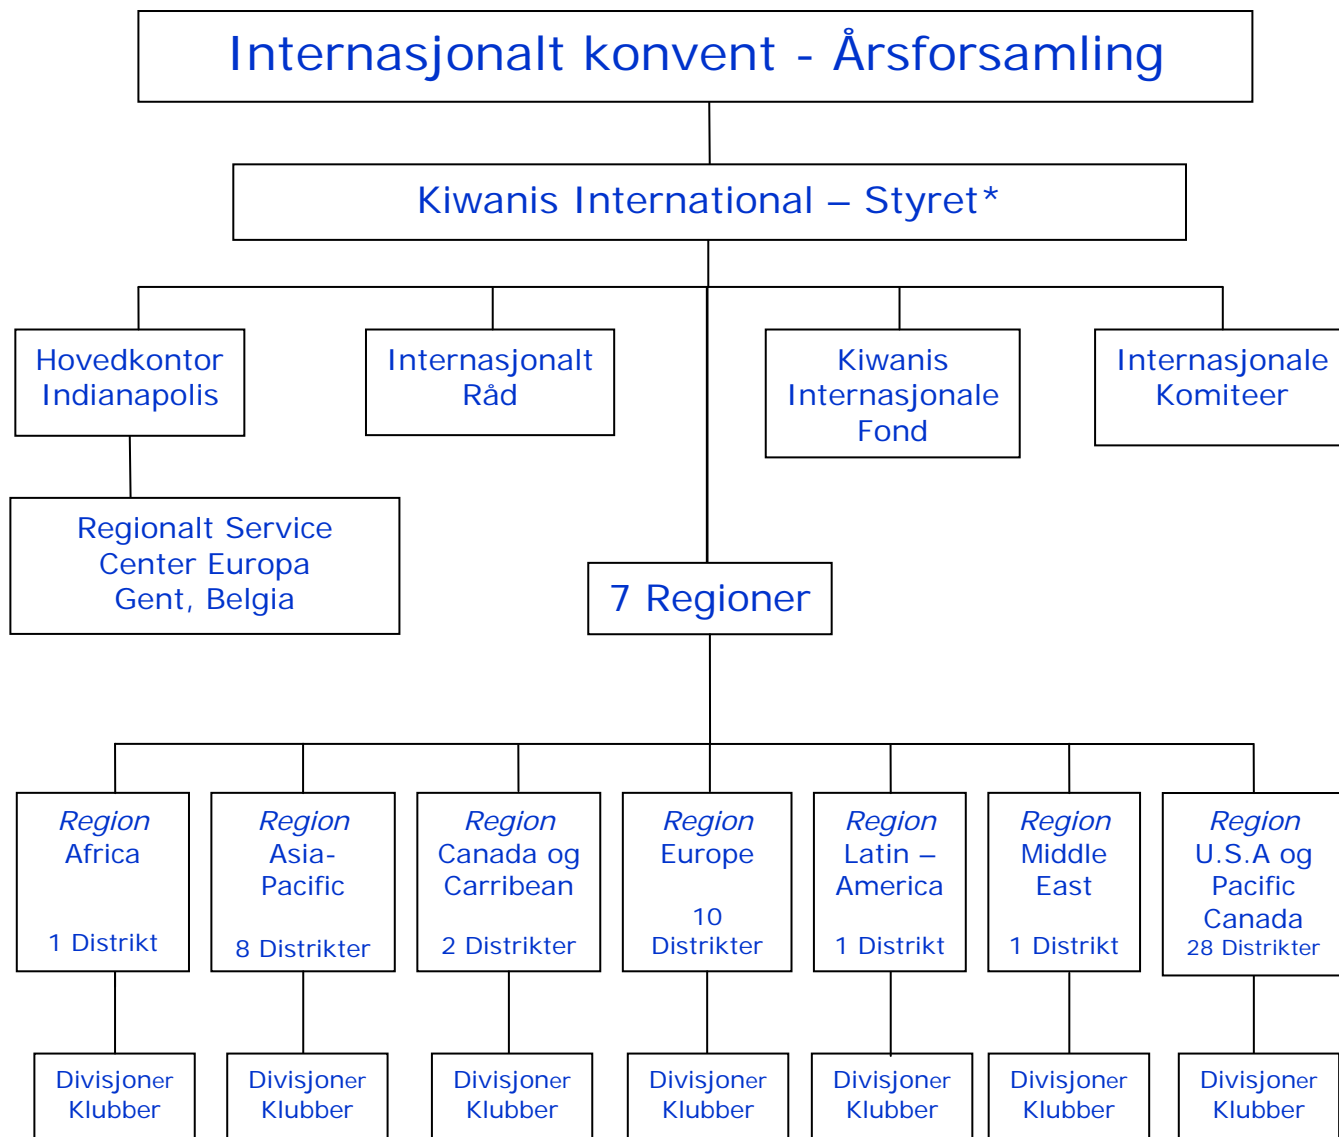 Internasjonalt konvent - Årsforsamling
Kiwanis International – Styret*
Hovedkontor
Indianapolis
Internasjonalt
Råd
Kiwanis
Internasjonale
Fond
Internasjonale
Komiteer
Regionalt Service
Center Europa
Gent, Belgia
7 Regioner
Region
Africa
1 Distrikt
Region
Asia-
Pacific
8 Distrikter
Region
Canada og
Carribean
2 Distrikter
Region
Europe
10
Distrikter
Region
Latin –
America
1 Distrikt
Region
Middle
East
1 Distrikt
Region
U.S.A og
Pacific
Canada
28 Distrikter
Divisjoner
Klubber
Divisjoner
Klubber
Divisjoner
Klubber
Divisjoner
Klubber
Divisjoner
Klubber
Divisjoner
Klubber
Divisjoner
Klubber